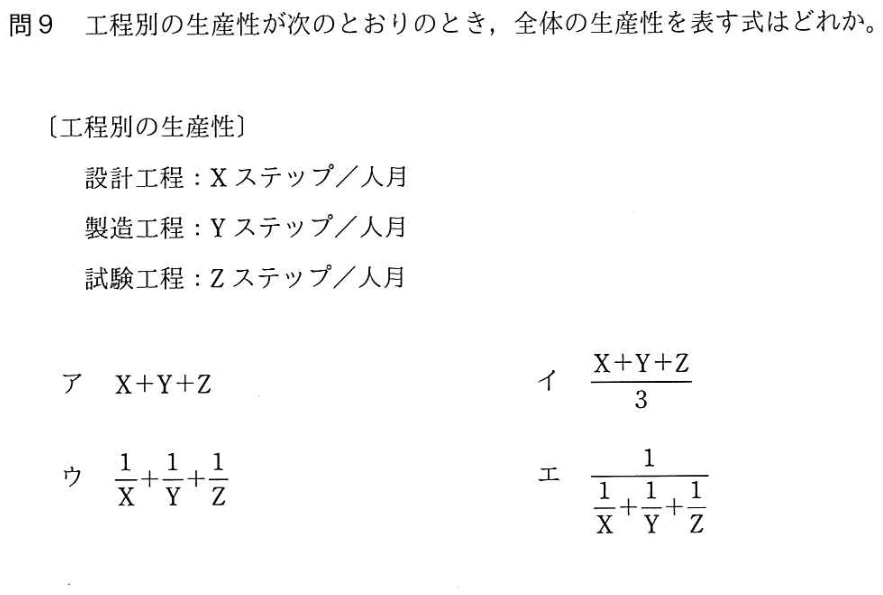 問9 工程別の生産性が次のとおりのとき，全体の生産性を表す式はどれか。
〔工程別の生産性〕
設計工程：X ステップ／人月
製造工程：Y ステップ／人月
試験工程：Z ステップ／人月
ア X+Y+Z
イ (X+Y+Z)/3
ウ 1/X+1/Y+1/Z
エ 1/(1/X+1/Y+1/Z)